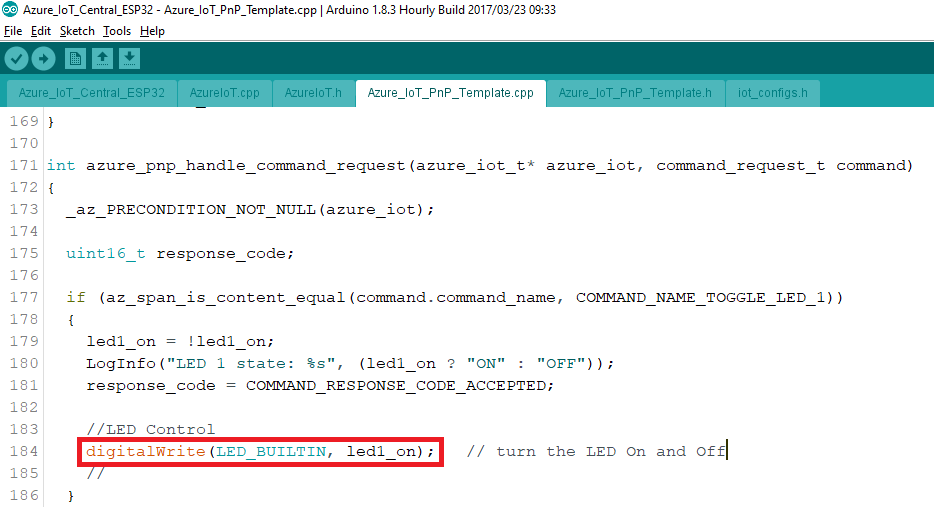 Azure_IoT_Central_ESP32 - Azure_IoT_PnP_Template.cpp | Arduino 1.8.3 Hourly Build 2017/03/23 09:33
File Edit Sketch Tools Help
Azure_IoT_Central_ESP32 AzureIoT.cpp AzureIoT.h Azure_IoT_PnP_Template.cpp Azure_IoT_PnP_Template.h iot_configs.h
169 }
170
171 int azure_pnp_handle_command_request(azure_iot_t* azure_iot, command_request_t command)
172 {
173   _az_PRECONDITION_NOT_NULL(azure_iot);
174
175   uint16_t response_code;
176
177   if (az_span_is_content_equal(command.command_name, COMMAND_NAME_TOGGLE_LED_1))
178   {
179     led1_on = !led1_on;
180     LogInfo("LED 1 state: %s", (led1_on ? "ON" : "OFF"));
181     response_code = COMMAND_RESPONSE_CODE_ACCEPTED;
182
183     //LED Control
184     digitalWrite(LED_BUILTIN, led1_on);   // turn the LED On and Off
185     //
186   }